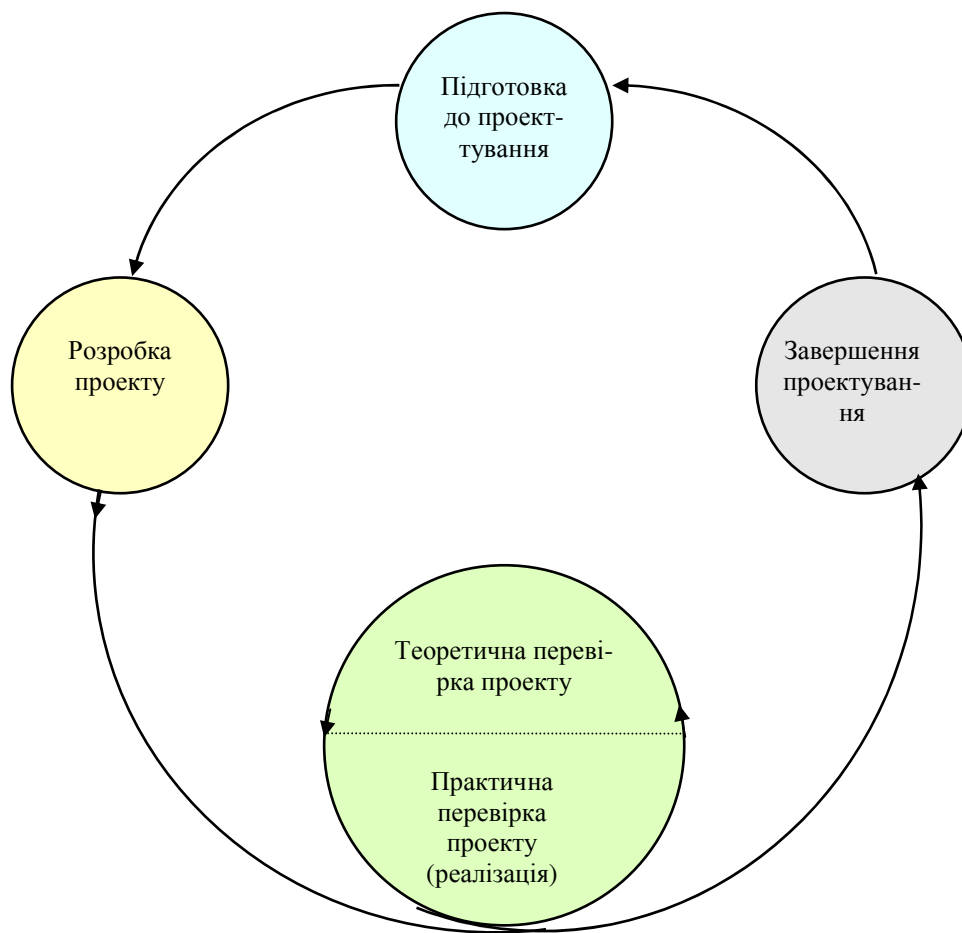 Підготовка
до проект-
тування
Розробка
проекту
Завершення
проектуван-
ня
Теоретична переві-
рка проекту
Практична
перевірка
проекту
(реалізація)